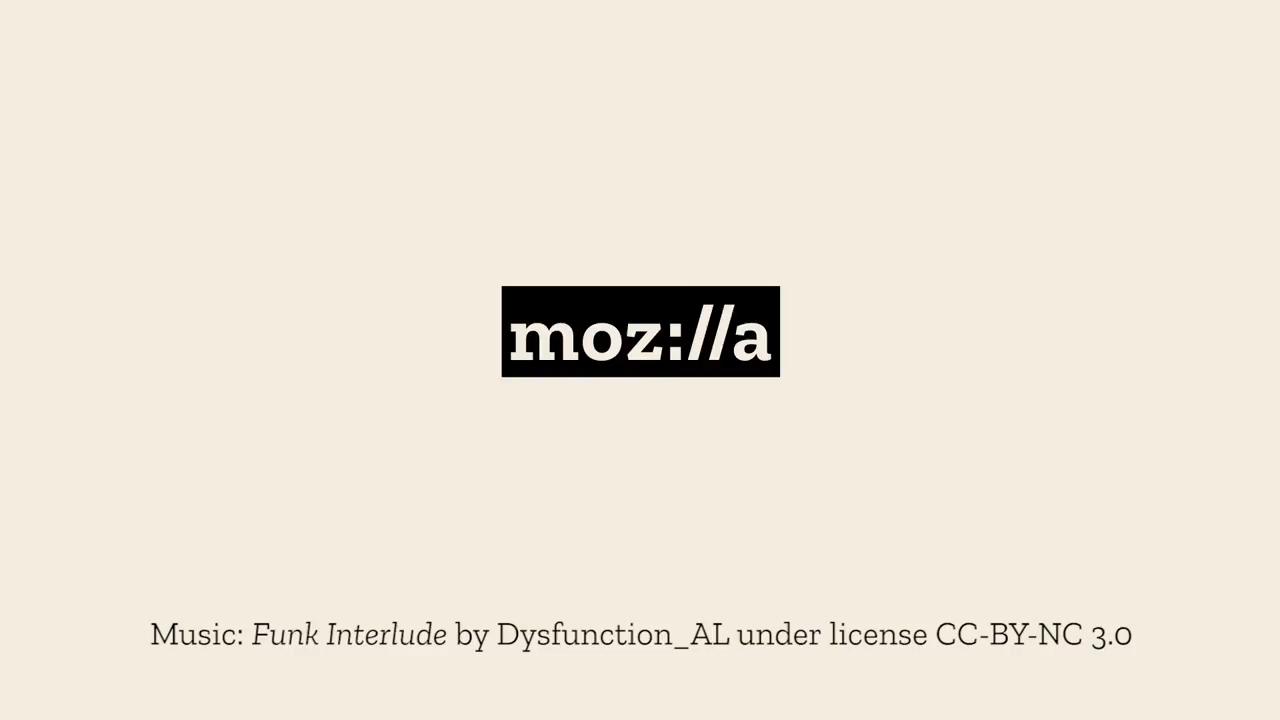 moz://a
Music: Funk Interlude by Dysfunction_AL under license CC-BY-NC 3.0